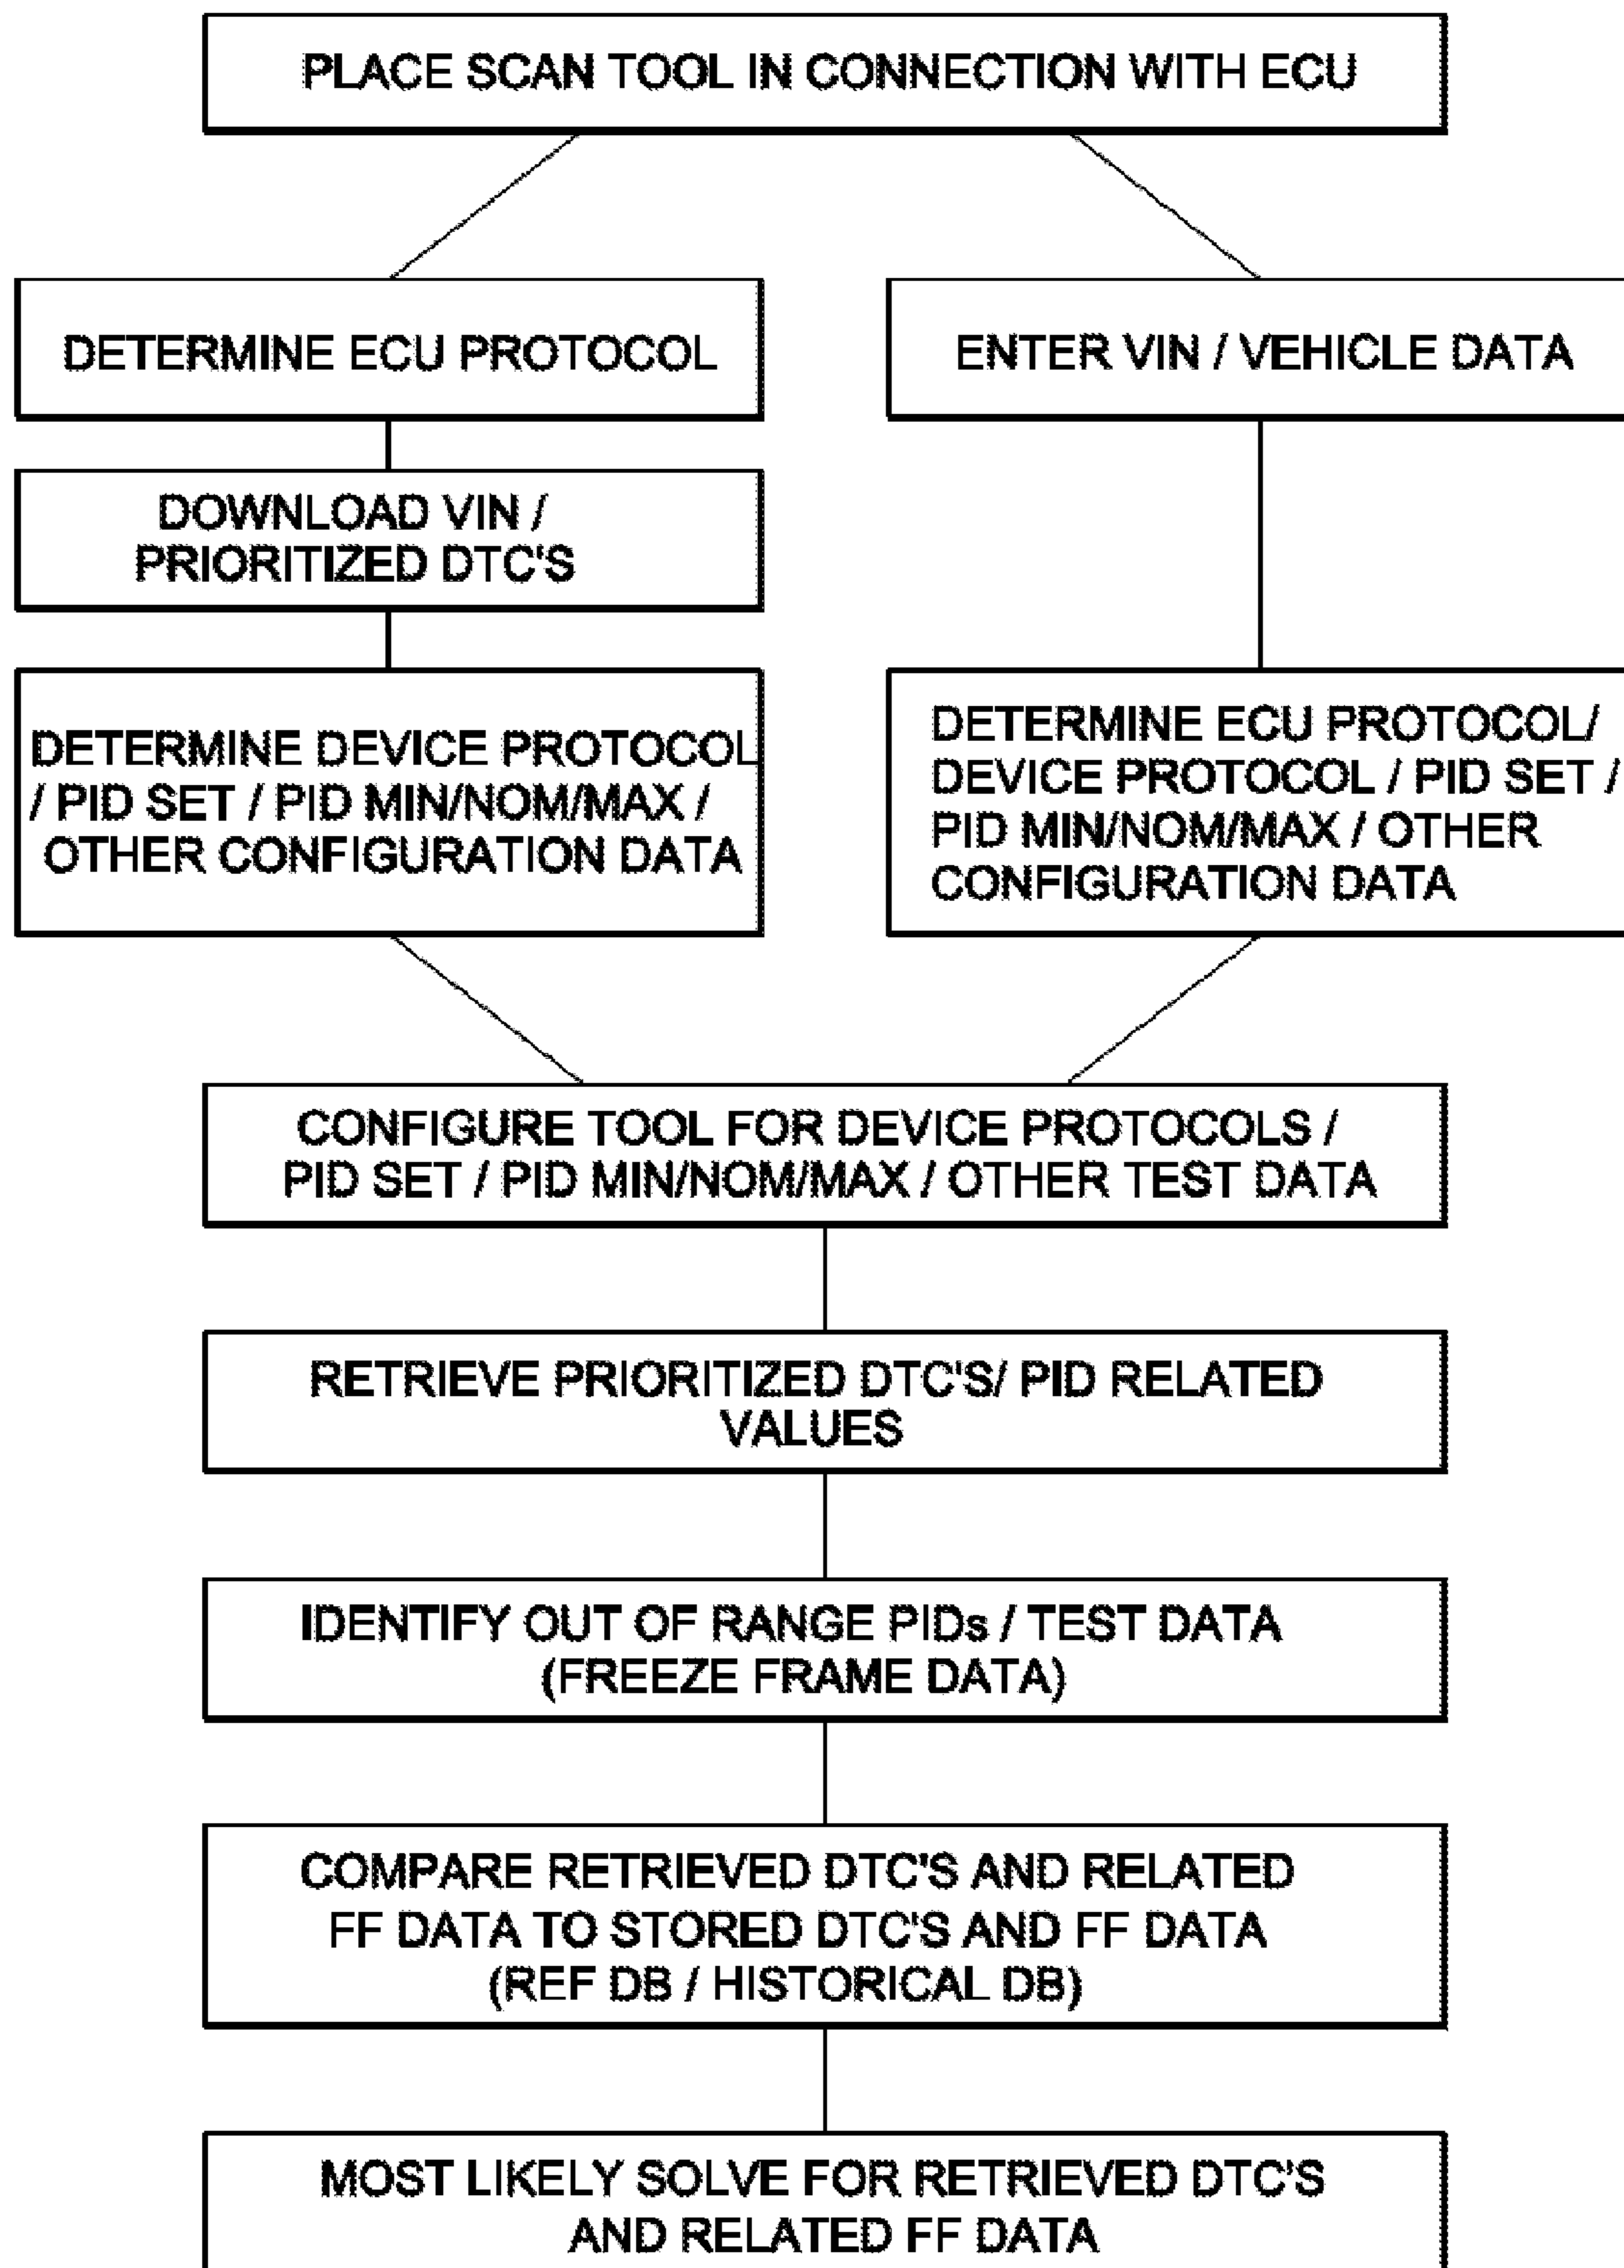 PLACE SCAN TOOL IN CONNECTION WITH ECU
DETERMINE ECU PROTOCOL
DOWNLOAD VIN /
PRIORITIZED DTC'S
DETERMINE DEVICE PROTOCOL
/ PID SET / PID MIN/NOM/MAX /
OTHER CONFIGURATION DATA
ENTER VIN / VEHICLE DATA
DETERMINE ECU PROTOCOL/
DEVICE PROTOCOL / PID SET /
PID MIN/NOM/MAX / OTHER
CONFIGURATION DATA
CONFIGURE TOOL FOR DEVICE PROTOCOLS /
PID SET / PID MIN/NOM/MAX / OTHER TEST DATA
RETRIEVE PRIORITIZED DTC'S/ PID RELATED
VALUES
IDENTIFY OUT OF RANGE PIDs / TEST DATA
(FREEZE FRAME DATA)
COMPARE RETRIEVED DTC'S AND RELATED
FF DATA TO STORED DTC'S AND FF DATA
(REF DB / HISTORICAL DB)
MOST LIKELY SOLVE FOR RETRIEVED DTC'S
AND RELATED FF DATA